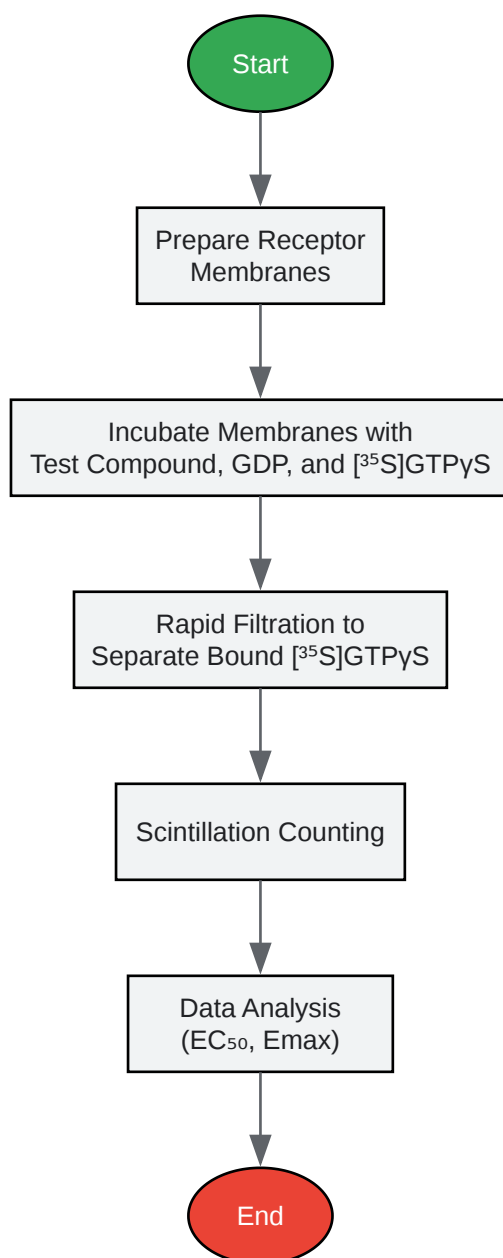 Start
Prepare Receptor
Membranes
Incubate Membranes with
Test Compound, GDP, and [³⁵S]GTPγS
Rapid Filtration to
Separate Bound [³⁵S]GTPγS
Scintillation Counting
Data Analysis
(EC₅₀, Emax)
End